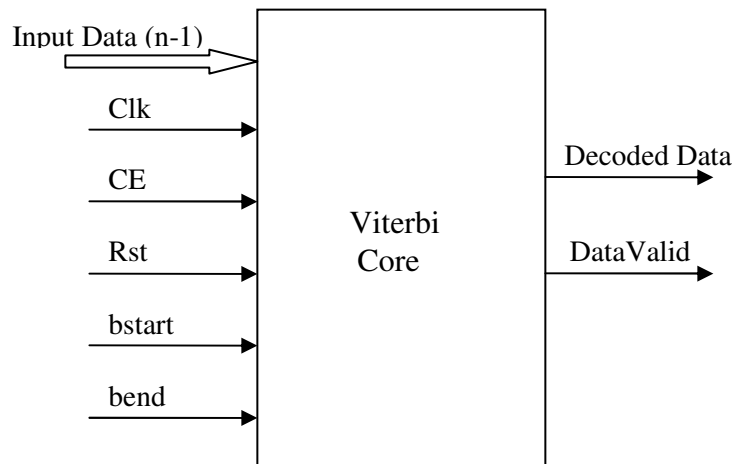 Input Data (n-1)
Clk
CE
Rst
bstart
bend
Viterbi
Core
Decoded Data
DataValid